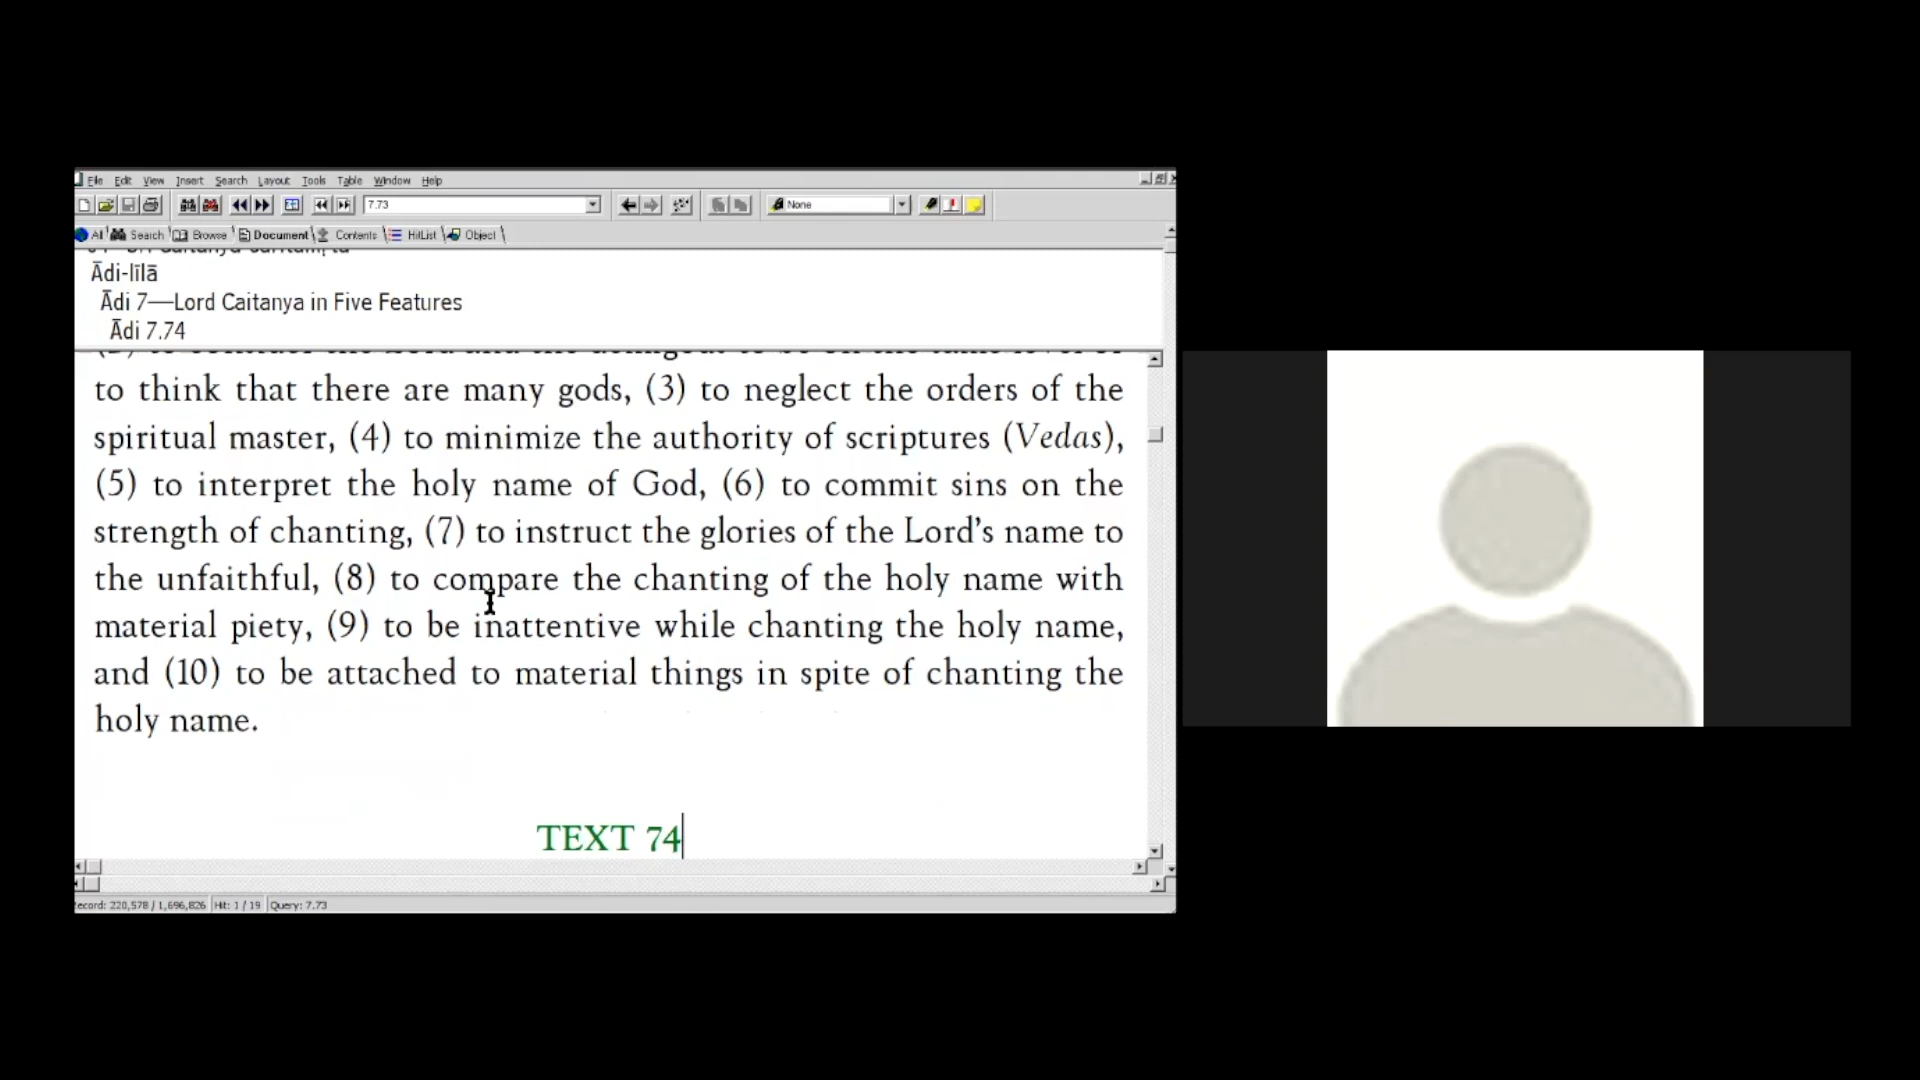 File Edit View Insert Search Layout Tools Table Window Help
7.73 None
All Search Browse Document Contents HitList Object
Ādi-līlā
Ādi 7—Lord Caitanya in Five Features
Ādi 7.74
to think that there are many gods, (3) to neglect the orders of the
spiritual master, (4) to minimize the authority of scriptures (Vedas),
(5) to interpret the holy name of God, (6) to commit sins on the
strength of chanting, (7) to instruct the glories of the Lord’s name to
the unfaithful, (8) to compare the chanting of the holy name with
material piety, (9) to be inattentive while chanting the holy name,
and (10) to be attached to material things in spite of chanting the
holy name.
TEXT 74
ecord: 220,578 / 1,696,826 Hit: 1 / 19 Query: 7.73